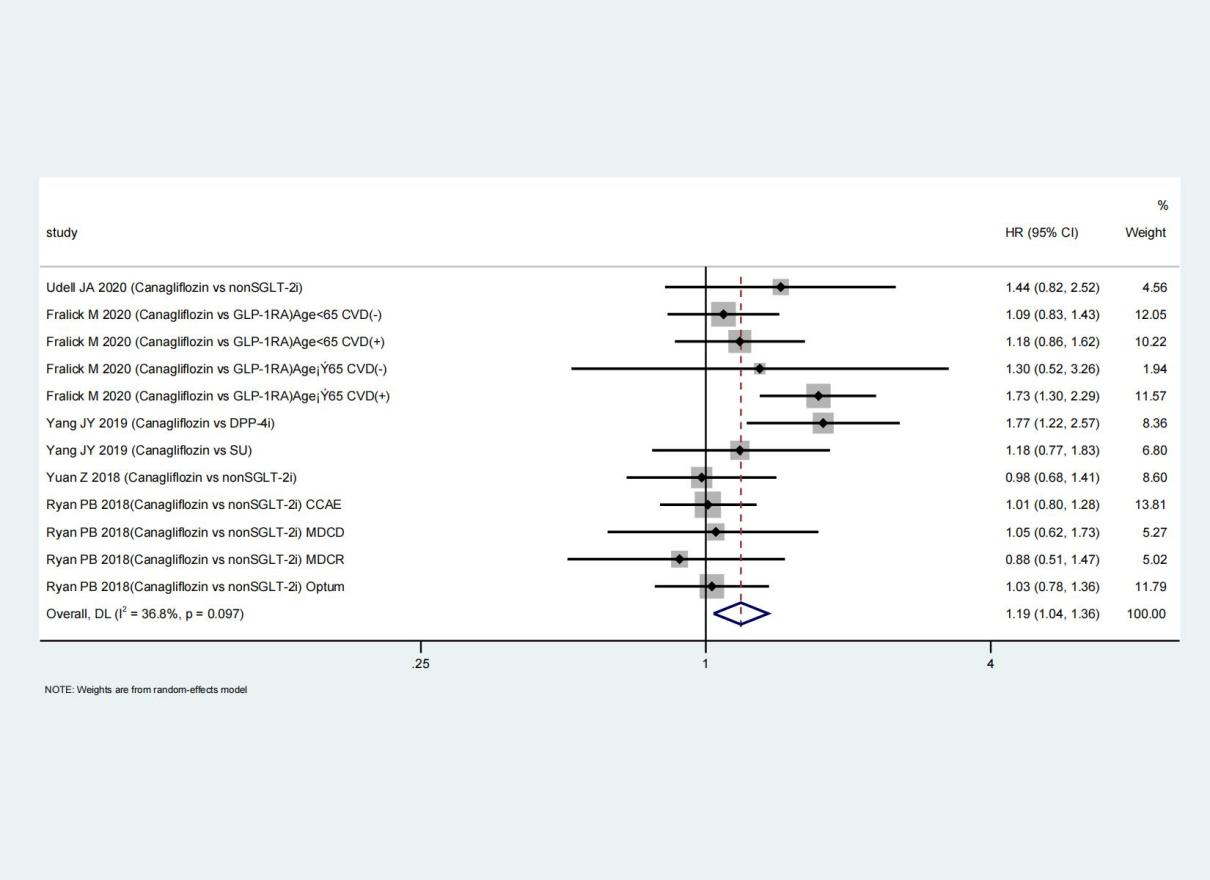 %
study HR (95% CI) Weight
Udell JA 2020 (Canagliflozin vs nonSGLT-2i) 1.44 (0.82, 2.52) 4.56
Fralick M 2020 (Canagliflozin vs GLP-1RA)Age<65 CVD(-) 1.09 (0.83, 1.43) 12.05
Fralick M 2020 (Canagliflozin vs GLP-1RA)Age<65 CVD(+) 1.18 (0.86, 1.62) 10.22
Fralick M 2020 (Canagliflozin vs GLP-1RA)Age¡Ý65 CVD(-) 1.30 (0.52, 3.26) 1.94
Fralick M 2020 (Canagliflozin vs GLP-1RA)Age¡Ý65 CVD(+) 1.73 (1.30, 2.29) 11.57
Yang JY 2019 (Canagliflozin vs DPP-4i) 1.77 (1.22, 2.57) 8.36
Yang JY 2019 (Canagliflozin vs SU) 1.18 (0.77, 1.83) 6.80
Yuan Z 2018 (Canagliflozin vs nonSGLT-2i) 0.98 (0.68, 1.41) 8.60
Ryan PB 2018(Canagliflozin vs nonSGLT-2i) CCAE 1.01 (0.80, 1.28) 13.81
Ryan PB 2018(Canagliflozin vs nonSGLT-2i) MDCD 1.05 (0.62, 1.73) 5.27
Ryan PB 2018(Canagliflozin vs nonSGLT-2i) MDCR 0.88 (0.51, 1.47) 5.02
Ryan PB 2018(Canagliflozin vs nonSGLT-2i) Optum 1.03 (0.78, 1.36) 11.79
Overall, DL (I² = 36.8%, p = 0.097) 1.19 (1.04, 1.36) 100.00
.25 1 4
NOTE: Weights are from random-effects model